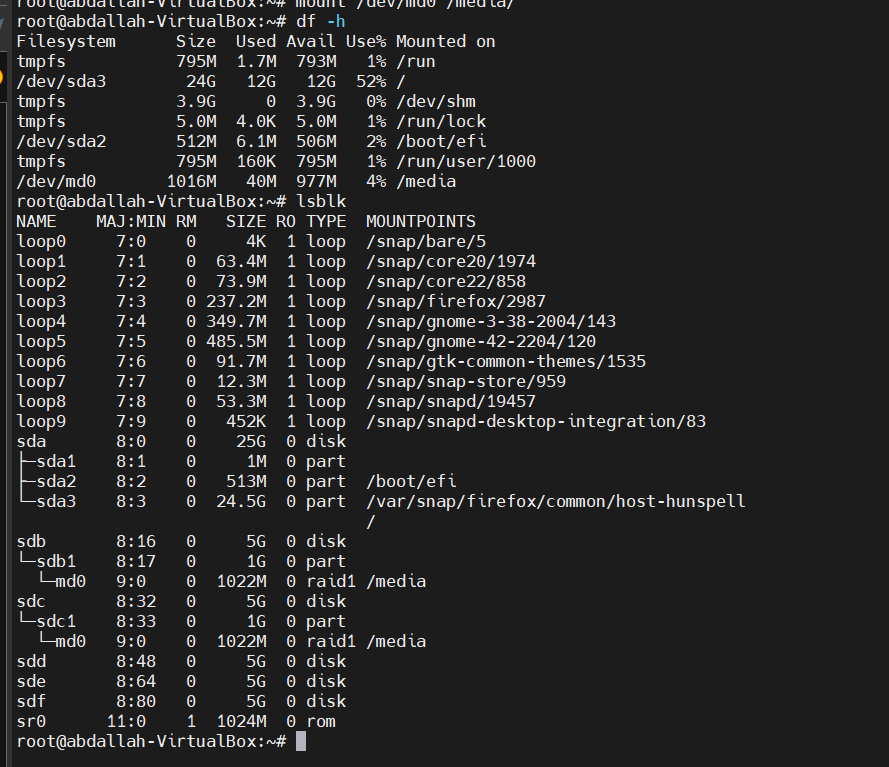 root@abdallah-VirtualBox:~# mount /dev/md0 /media/
root@abdallah-VirtualBox:~# df -h
Filesystem      Size  Used Avail Use% Mounted on
tmpfs           795M  1.7M  793M   1% /run
/dev/sda3        24G   12G   12G  52% /
tmpfs           3.9G     0  3.9G   0% /dev/shm
tmpfs           5.0M  4.0K  5.0M   1% /run/lock
/dev/sda2       512M  6.1M  506M   2% /boot/efi
tmpfs           795M  160K  795M   1% /run/user/1000
/dev/md0       1016M   40M  977M   4% /media
root@abdallah-VirtualBox:~# lsblk
NAME    MAJ:MIN RM   SIZE RO TYPE  MOUNTPOINTS
loop0     7:0    0     4K  1 loop  /snap/bare/5
loop1     7:1    0  63.4M  1 loop  /snap/core20/1974
loop2     7:2    0  73.9M  1 loop  /snap/core22/858
loop3     7:3    0 237.2M  1 loop  /snap/firefox/2987
loop4     7:4    0 349.7M  1 loop  /snap/gnome-3-38-2004/143
loop5     7:5    0 485.5M  1 loop  /snap/gnome-42-2204/120
loop6     7:6    0  91.7M  1 loop  /snap/gtk-common-themes/1535
loop7     7:7    0  12.3M  1 loop  /snap/snap-store/959
loop8     7:8    0  53.3M  1 loop  /snap/snapd/19457
loop9     7:9    0   452K  1 loop  /snap/snapd-desktop-integration/83
sda       8:0    0    25G  0 disk
├─sda1    8:1    0     1M  0 part
├─sda2    8:2    0   513M  0 part  /boot/efi
└─sda3    8:3    0  24.5G  0 part  /var/snap/firefox/common/host-hunspell
                                   /
sdb       8:16   0     5G  0 disk
└─sdb1    8:17   0     1G  0 part
  └─md0   9:0    0  1022M  0 raid1 /media
sdc       8:32   0     5G  0 disk
└─sdc1    8:33   0     1G  0 part
  └─md0   9:0    0  1022M  0 raid1 /media
sdd       8:48   0     5G  0 disk
sde       8:64   0     5G  0 disk
sdf       8:80   0     5G  0 disk
sr0      11:0    1  1024M  0 rom
root@abdallah-VirtualBox:~#